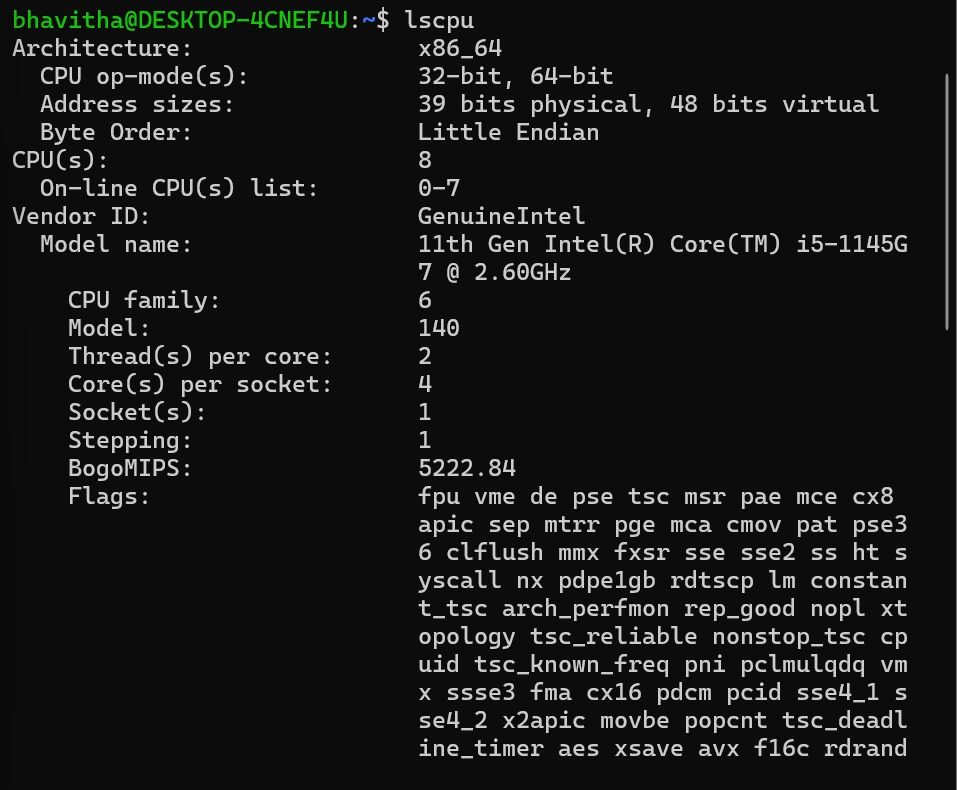 bhavitha@DESKTOP-4CNEF4U:~$ lscpu
Architecture: x86_64
CPU op-mode(s): 32-bit, 64-bit
Address sizes: 39 bits physical, 48 bits virtual
Byte Order: Little Endian
CPU(s): 8
On-line CPU(s) list: 0-7
Vendor ID: GenuineIntel
Model name: 11th Gen Intel(R) Core(TM) i5-1145G
7 @ 2.60GHz
CPU family: 6
Model: 140
Thread(s) per core: 2
Core(s) per socket: 4
Socket(s): 1
Stepping: 1
BogoMIPS: 5222.84
Flags: fpu vme de pse tsc msr pae mce cx8
apic sep mtrr pge mca cmov pat pse3
6 clflush mmx fxsr sse sse2 ss ht s
yscall nx pdpe1gb rdtscp lm constan
t_tsc arch_perfmon rep_good nopl xt
opology tsc_reliable nonstop_tsc cp
uid tsc_known_freq pni pclmulqdq vm
x ssse3 fma cx16 pdcm pcid sse4_1 s
se4_2 x2apic movbe popcnt tsc_deadl
ine_timer aes xsave avx f16c rdrand